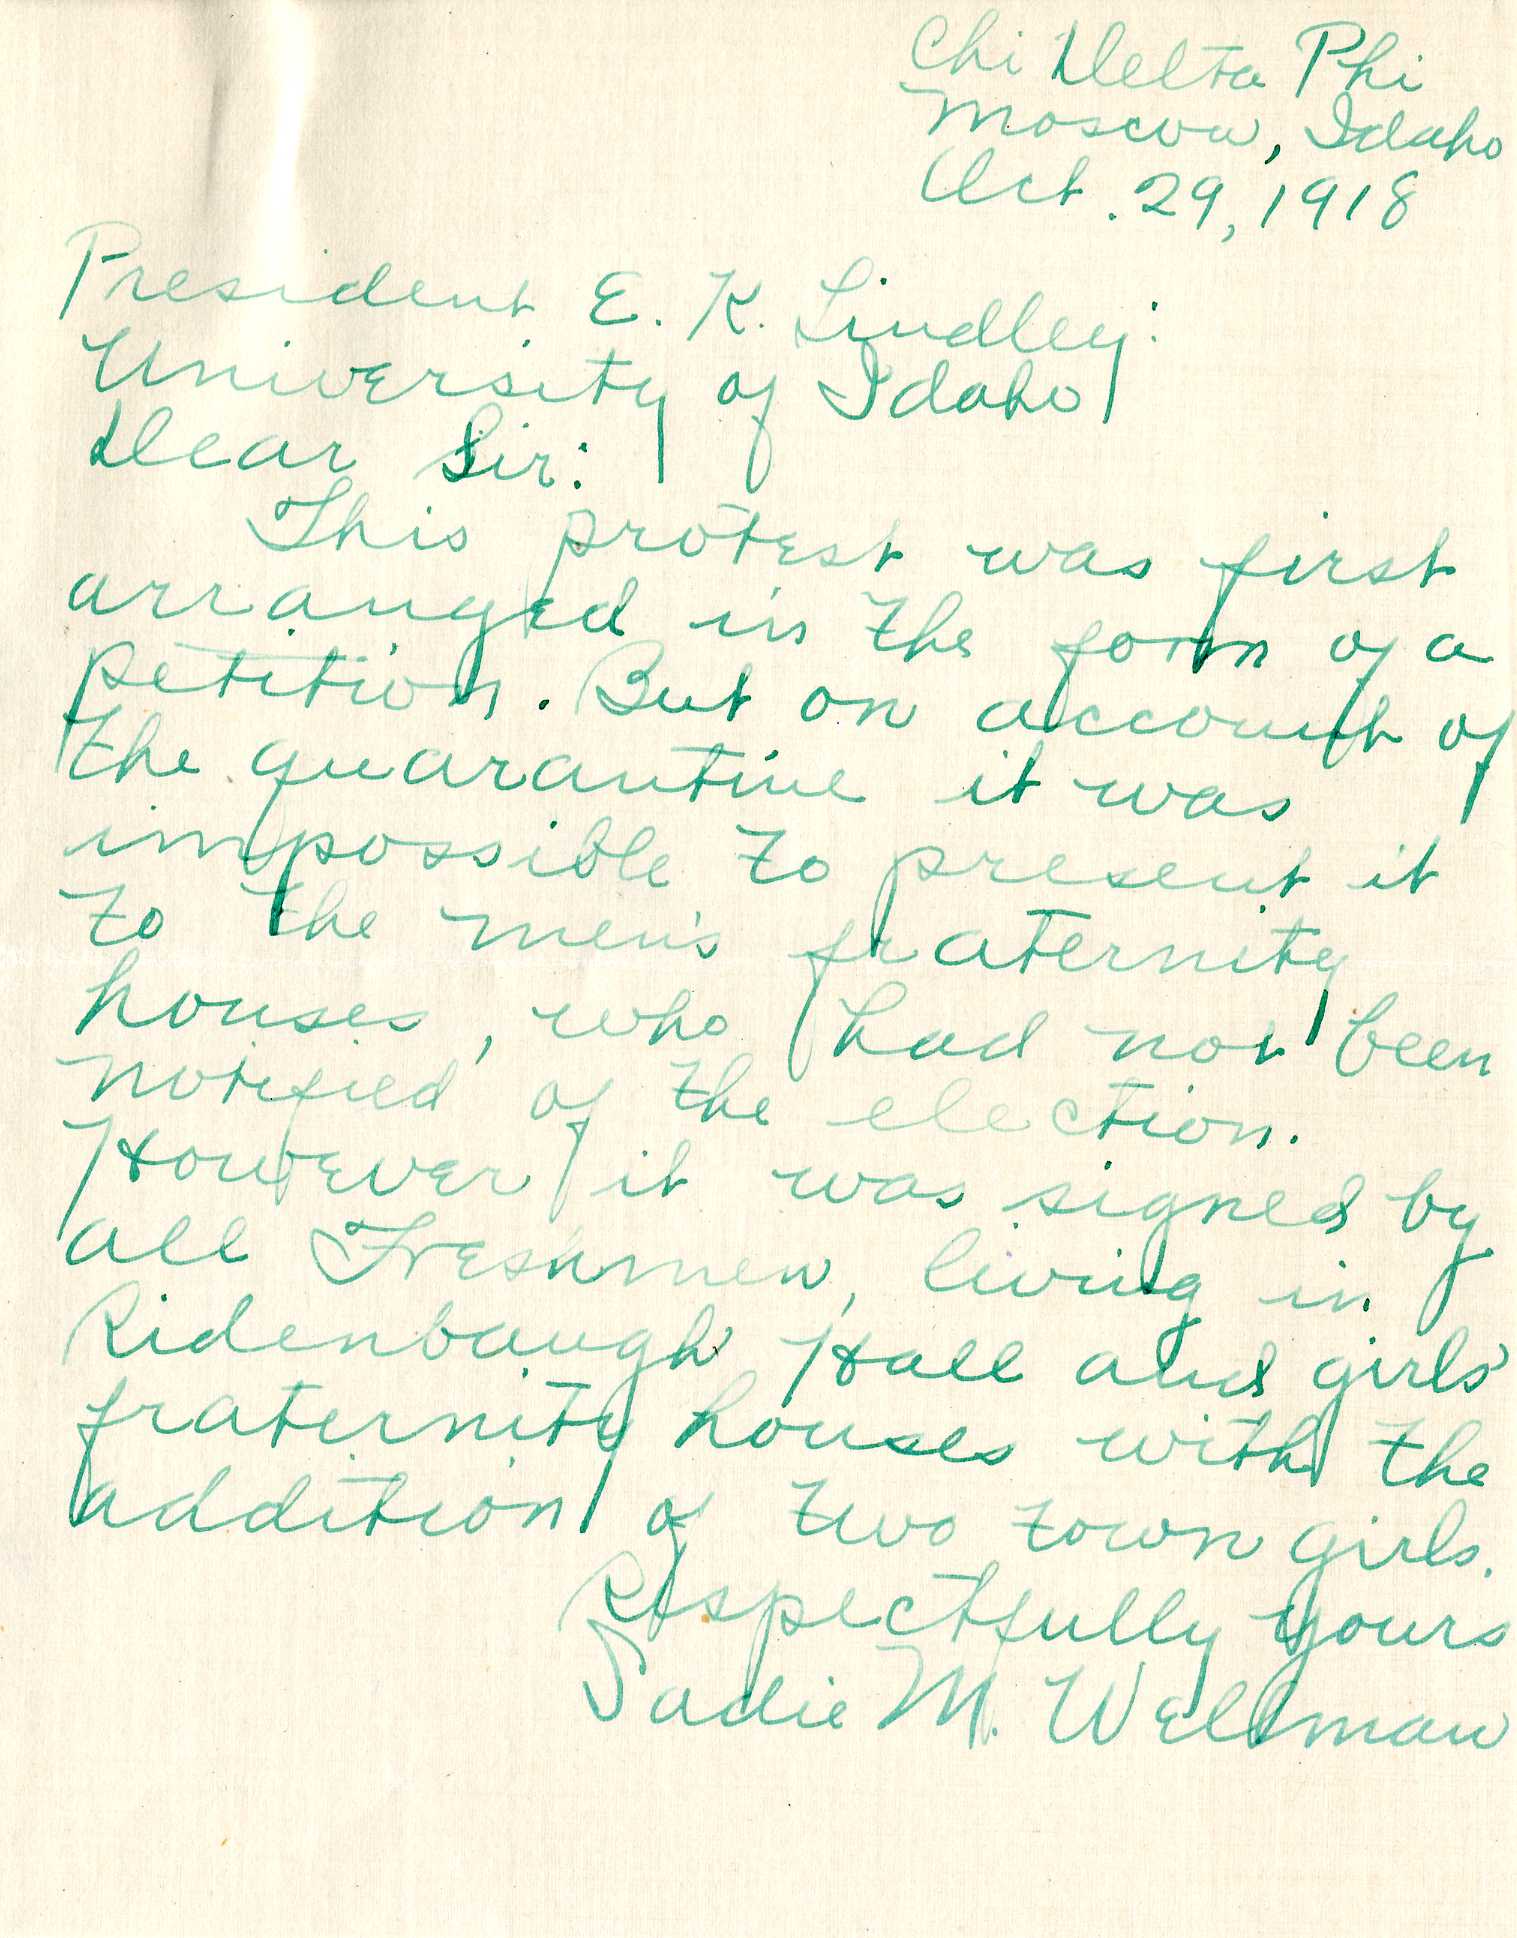 Chi Delta Phi
Moscow, Idaho
Oct. 29, 1918
President E. K. Lindley:
University of Idaho
Dear Sir:
This protest was first
arranged in the form of a
petition. But on account of
the quarantine it was
impossible to present it
to the men's fraternity
houses, who had not been
notified of the election.
However it was signed by
all Freshmen, living in
Ridenbaugh Hall and girls'
fraternity houses with the
addition of two town girls.
Respectfully yours
Sadie M. Wellman